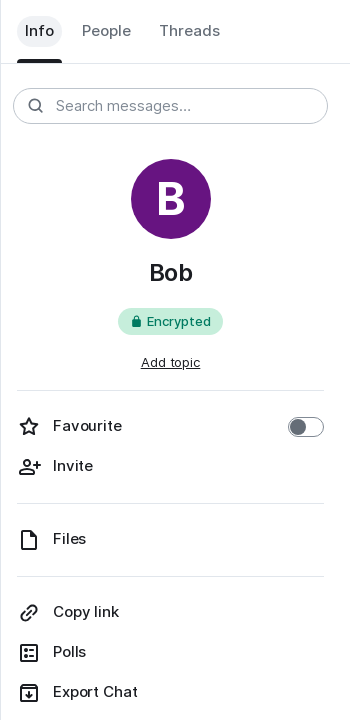 Info People Threads
Search messages…
B
Bob
Encrypted
Add topic
Favourite
Invite
Files
Copy link
Polls
Export Chat